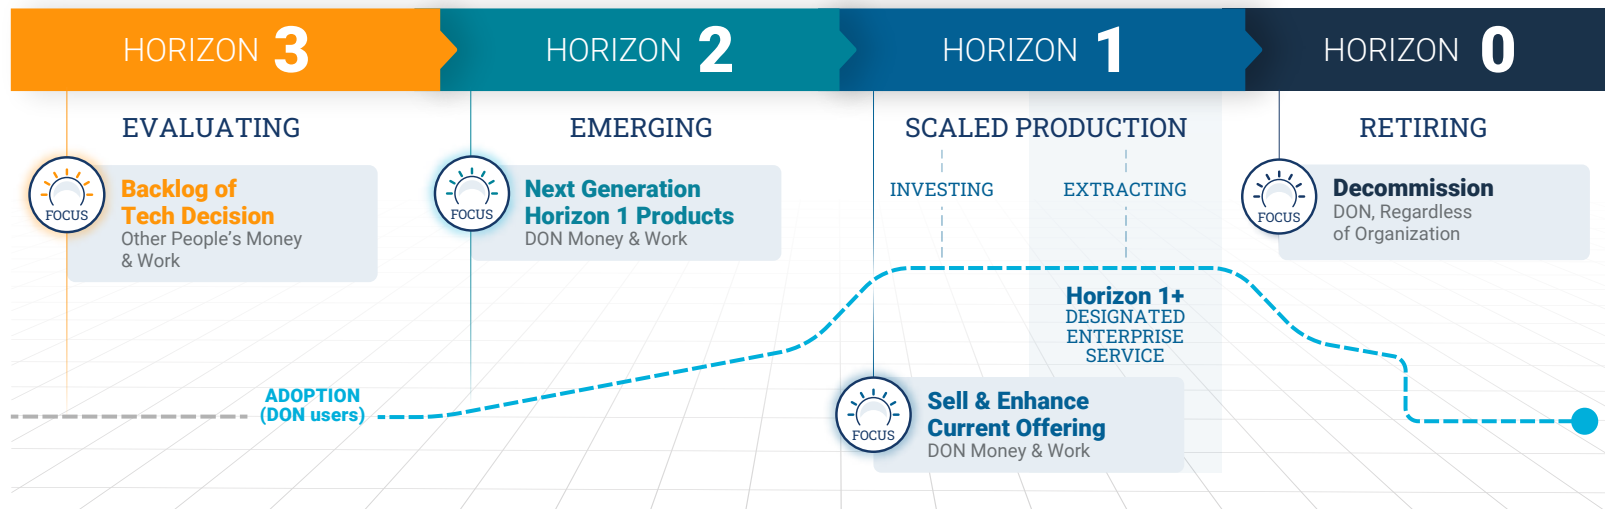 HORIZON 3
HORIZON 2
HORIZON 1
HORIZON 0
EVALUATING
EMERGING
SCALED PRODUCTION
RETIRING
FOCUS
Backlog of
Tech Decision
Other People's Money
& Work
FOCUS
Next Generation
Horizon 1 Products
DON Money & Work
INVESTING
EXTRACTING
FOCUS
Decommission
DON, Regardless
of Organization
Horizon 1+
DESIGNATED
ENTERPRISE
SERVICE
ADOPTION
(DON users)
FOCUS
Sell & Enhance
Current Offering
DON Money & Work